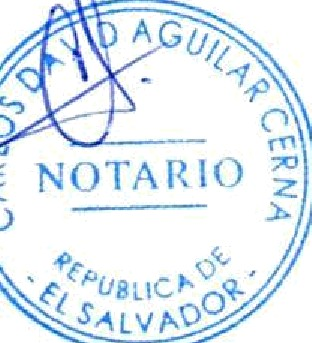 CARLOS DAVID AGUILAR CERNA
NOTARIO
REPUBLICA DE
- EL SALVADOR -